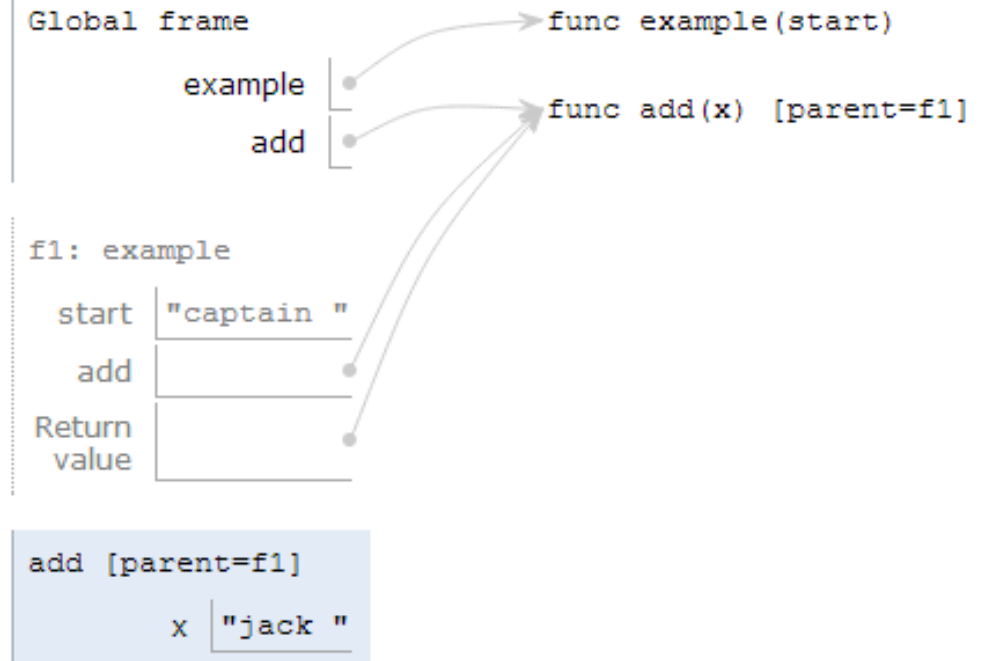 Global frame
func example(start)
example
func add(x) [parent=f1]
add
f1: example
start "captain "
add
Return
value
add [parent=f1]
x "jack "